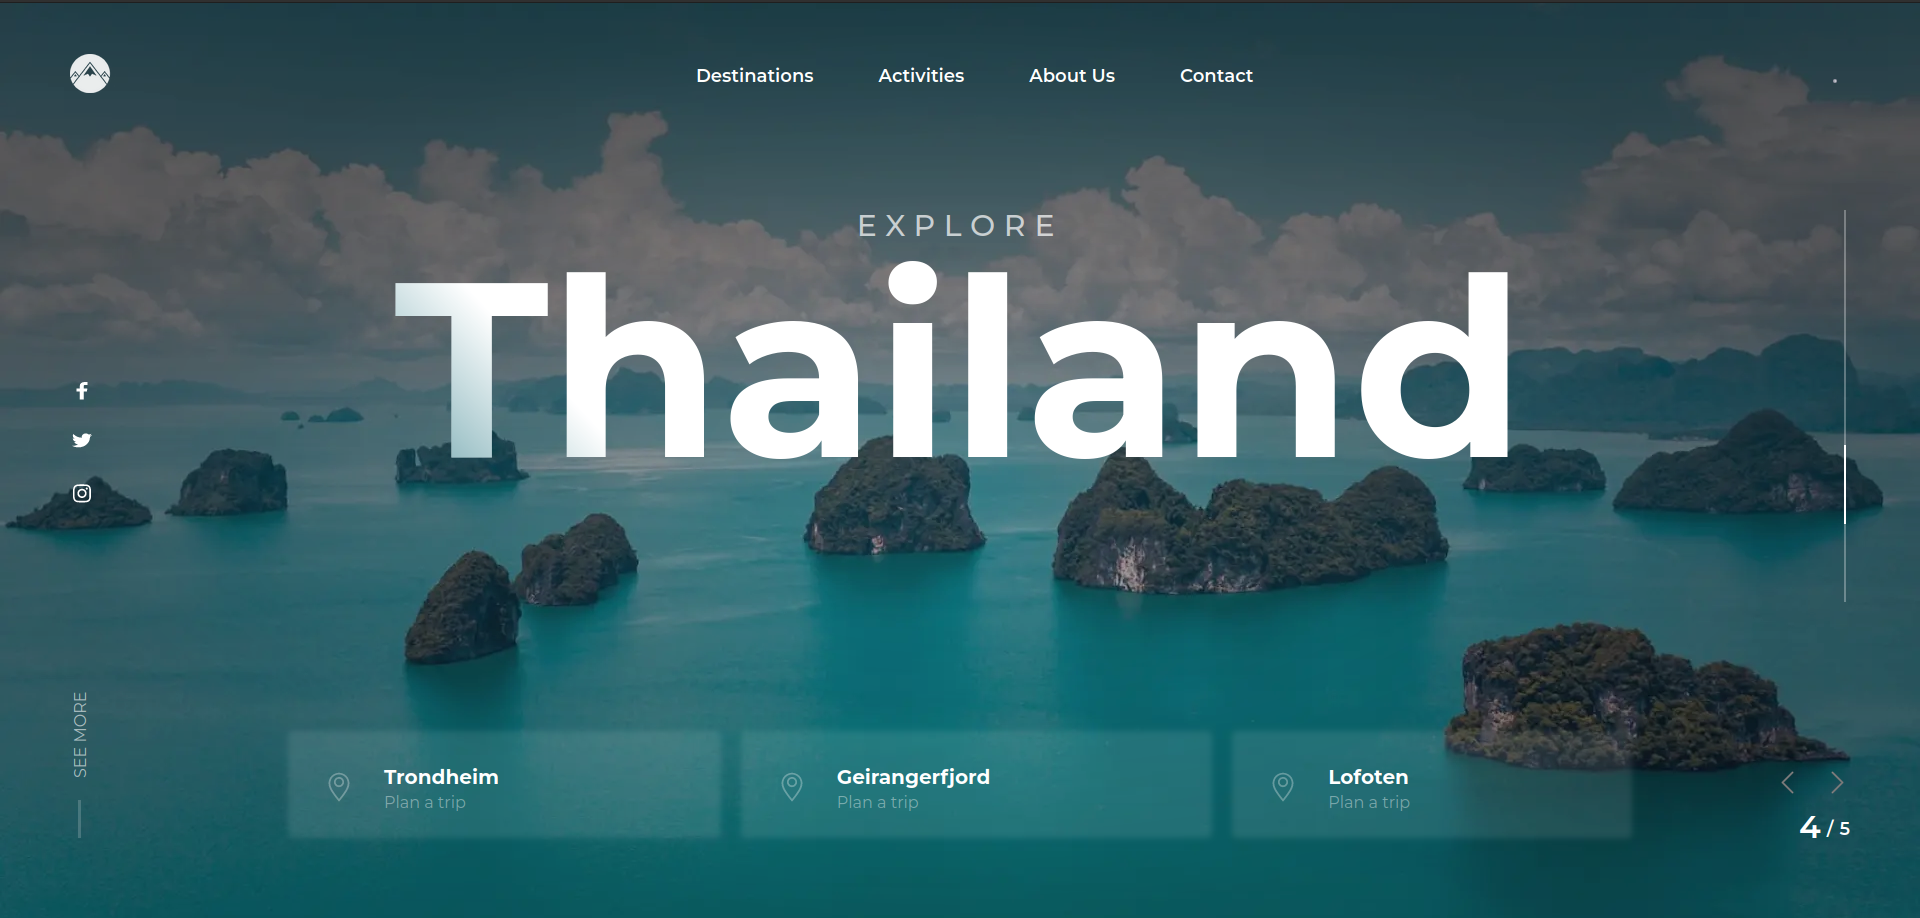 Destinations
Activities
About Us
Contact
EXPLORE
Thailand
SEE MORE
Trondheim
Plan a trip
Geirangerfjord
Plan a trip
Lofoten
Plan a trip
4 / 5